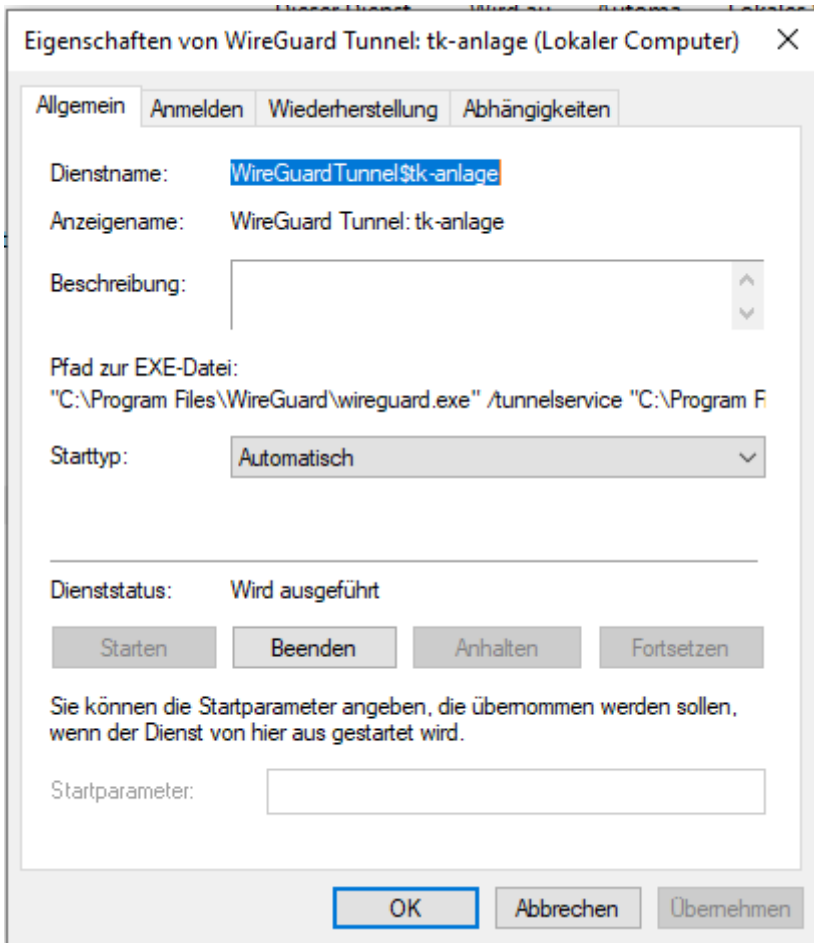 Eigenschaften von WireGuard Tunnel: tk-anlage (Lokaler Computer)
Allgemein Anmelden Wiederherstellung Abhängigkeiten
Dienstname: WireGuardTunnel$tk-anlage
Anzeigename: WireGuard Tunnel: tk-anlage
Beschreibung:
Pfad zur EXE-Datei:
"C:\Program Files\WireGuard\wireguard.exe" /tunnelservice "C:\Program Fi
Starttyp: Automatisch
Dienststatus: Wird ausgeführt
Starten Beenden Anhalten Fortsetzen
Sie können die Startparameter angeben, die übernommen werden sollen,
wenn der Dienst von hier aus gestartet wird.
Startparameter:
OK Abbrechen Übernehmen